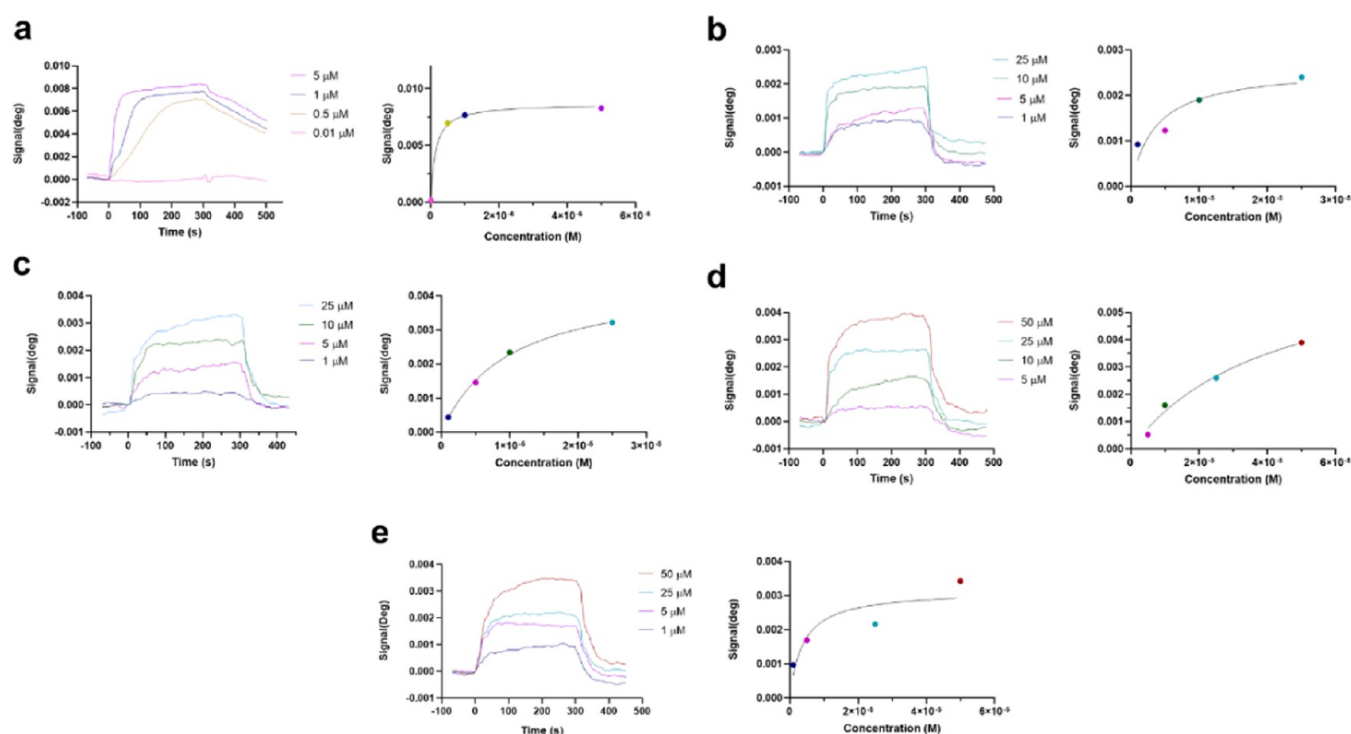 a
Signal(deg)
0.010
0.008
0.006
0.004
0.002
0.000
-0.002
-100 0 100 200 300 400 500
Time (s)
5 μM
1 μM
0.5 μM
0.01 μM
Signal(deg)
0.010
0.005
0.000
2×10⁻⁶ 4×10⁻⁶ 6×10⁻⁶
Concentration (M)
b
Signal(deg)
0.003
0.002
0.001
0.000
-0.001
-100 0 100 200 300 400 500
Time (s)
25 μM
10 μM
5 μM
1 μM
Signal(deg)
0.003
0.002
0.001
0.000
0 1×10⁻⁵ 2×10⁻⁵ 3×10⁻⁵
Concentration (M)
c
Signal(deg)
0.004
0.003
0.002
0.001
0.000
-0.001
-100 0 100 200 300 400
Time (s)
25 μM
10 μM
5 μM
1 μM
Signal(deg)
0.004
0.003
0.002
0.001
0.000
0 1×10⁻⁵ 2×10⁻⁵ 3×10⁻⁵
Concentration (M)
d
Signal(deg)
0.004
0.003
0.002
0.001
0.000
-0.001
-100 0 100 200 300 400 500
Time (s)
50 μM
25 μM
10 μM
5 μM
Signal(deg)
0.005
0.004
0.003
0.002
0.001
0.000
0 2×10⁻⁵ 4×10⁻⁵ 6×10⁻⁵
Concentration (M)
e
Signal(Deg)
0.004
0.003
0.002
0.001
0.000
-0.001
-100 0 100 200 300 400 500
Time (s)
50 μM
25 μM
5 μM
1 μM
Signal(deg)
0.004
0.003
0.002
0.001
0.000
0 2×10⁻⁵ 4×10⁻⁵ 6×10⁻⁵
Concentration (M)